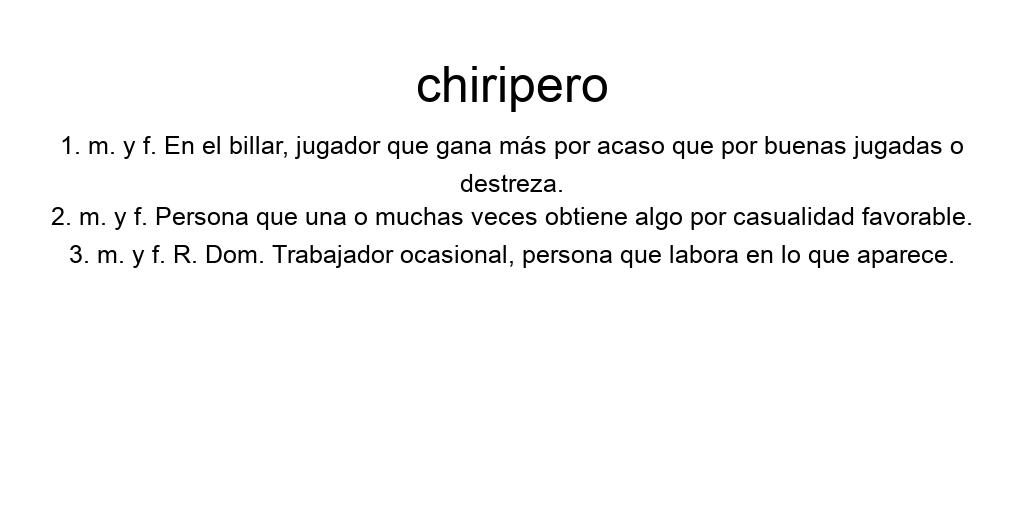 chiripero
1. m. y f. En el billar, jugador que gana más por acaso que por buenas jugadas o
destreza.
2. m. y f. Persona que una o muchas veces obtiene algo por casualidad favorable.
3. m. y f. R. Dom. Trabajador ocasional, persona que labora en lo que aparece.